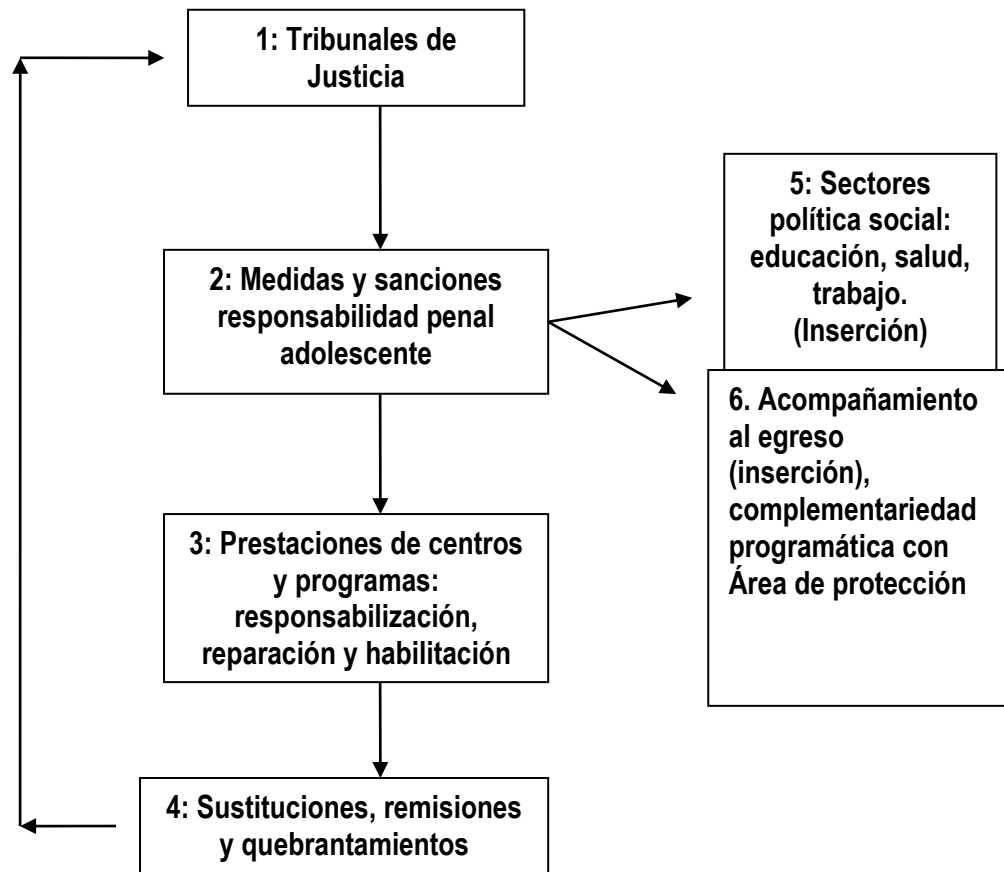 1: Tribunales de
Justicia
2: Medidas y sanciones
responsabilidad penal
adolescente
3: Prestaciones de centros
y programas:
responsabilización,
reparación y habilitación
4: Sustituciones, remisiones
y quebrantamientos
5: Sectores
política social:
educación, salud,
trabajo.
(Inserción)
6. Acompañamiento
al egreso
(inserción),
complementariedad
programática con
Área de protección